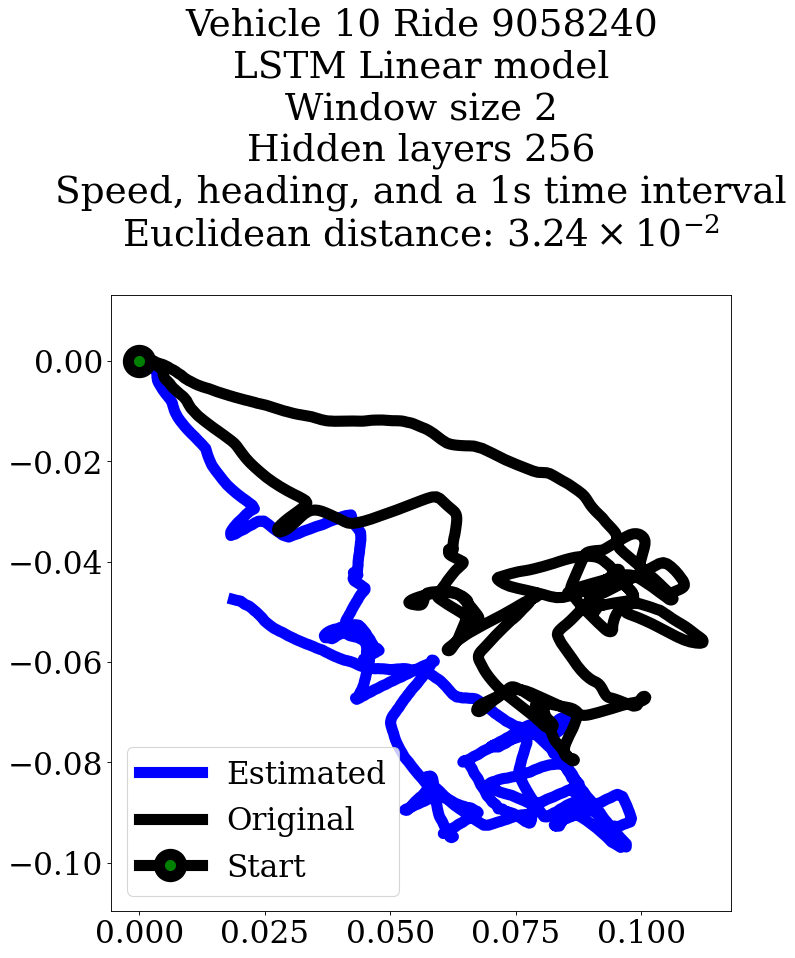 Vehicle 10 Ride 9058240
LSTM Linear model
Window size 2
Hidden layers 256
Speed, heading, and a 1s time interval
Euclidean distance: 3.24 × 10⁻²
0.00
−0.02
−0.04
−0.06
−0.08
−0.10
Estimated
Original
Start
0.000 0.025 0.050 0.075 0.100